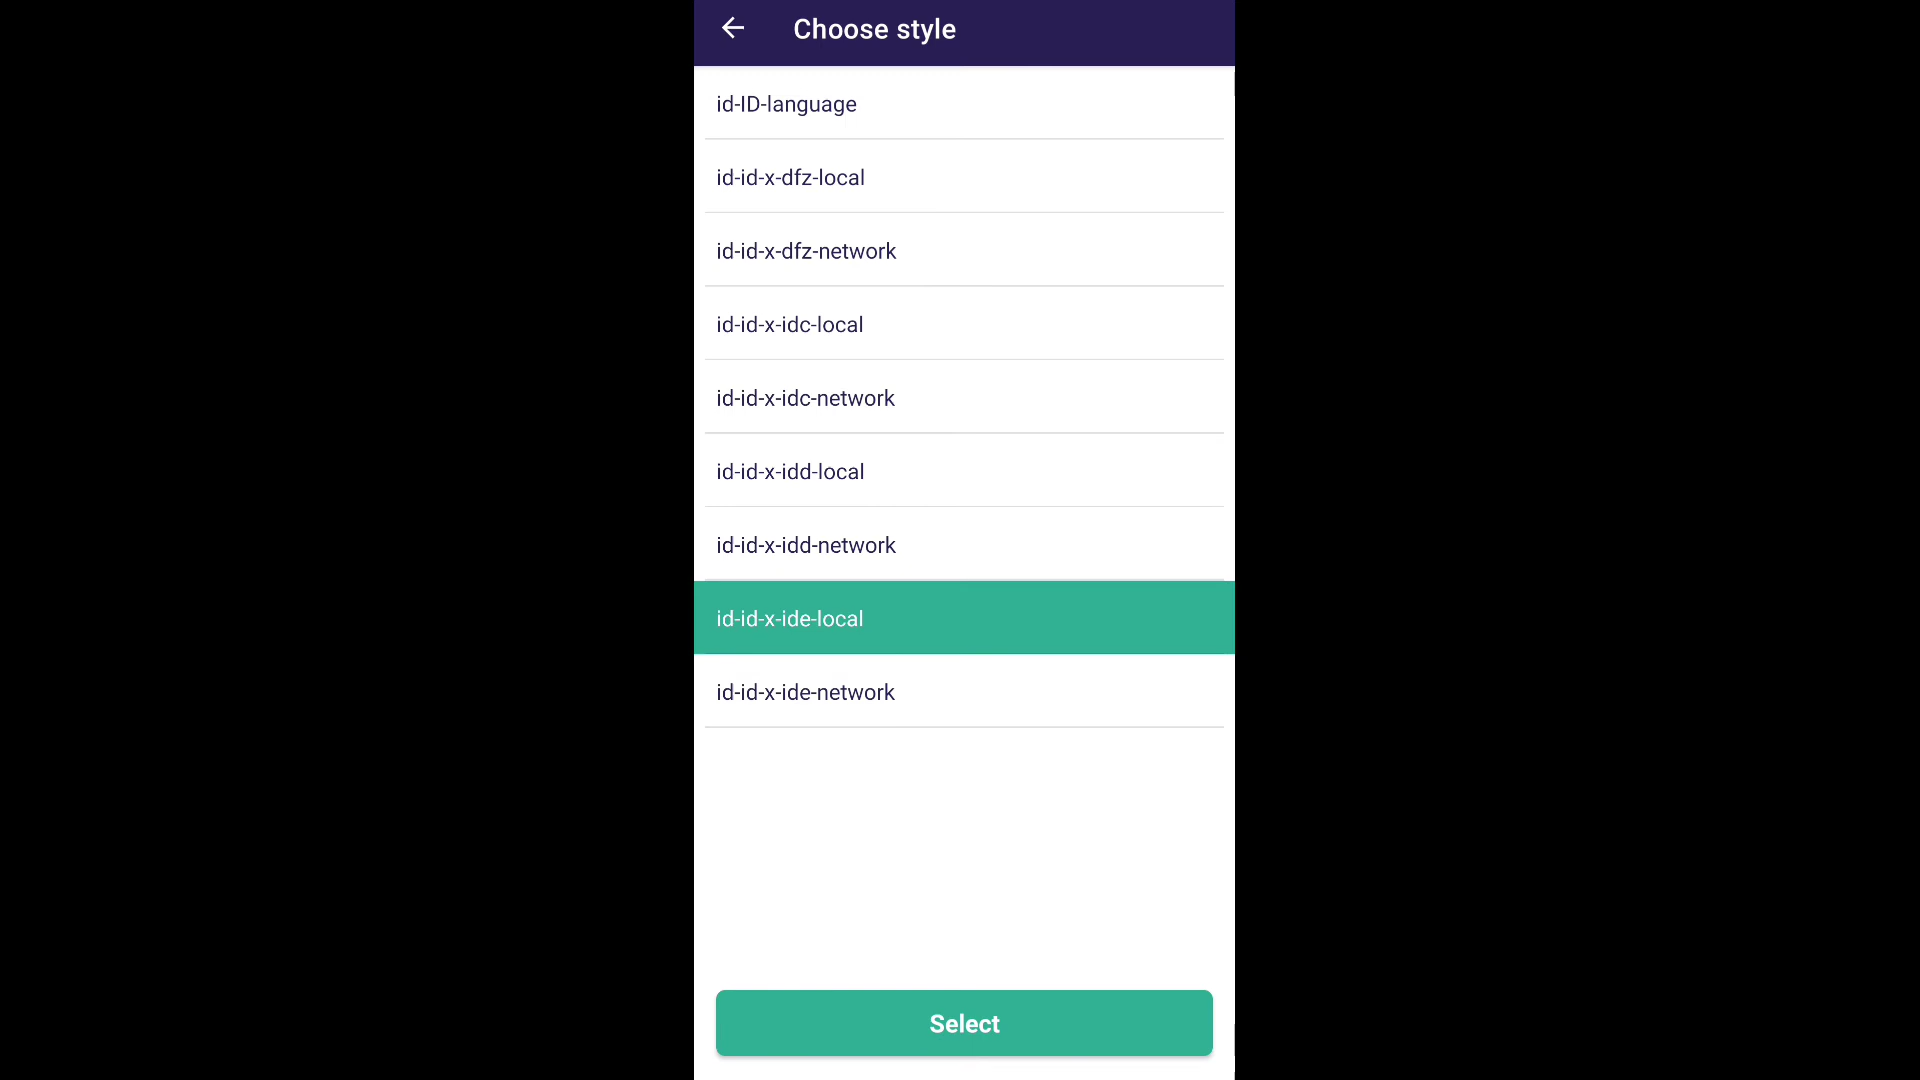 Choose style
id-ID-language
id-id-x-dfz-local
id-id-x-dfz-network
id-id-x-idc-local
id-id-x-idc-network
id-id-x-idd-local
id-id-x-idd-network
id-id-x-ide-local
id-id-x-ide-network
Select